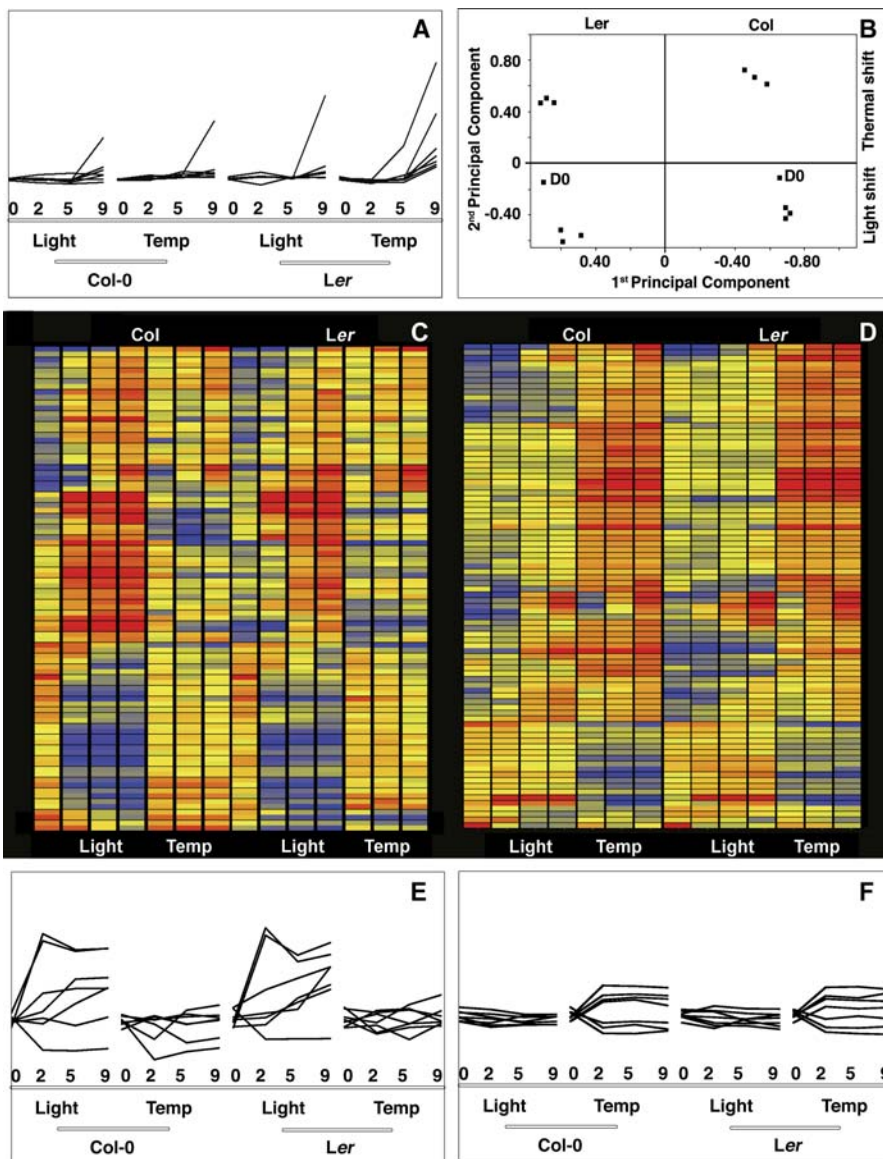 A
0 2 5 9 0 2 5 9 0 2 5 9 0 2 5 9
Light Temp Light Temp
Col-0 Ler
B
Ler Col
0.80
0.40
0
-0.40
2nd Principal Component
D0 D0
Thermal shift
Light shift
0.40 0 -0.40 -0.80
1st Principal Component
C
Col Ler
Light Temp Light Temp
D
Col Ler
Light Temp Light Temp
E
0 2 5 9 0 2 5 9 0 2 5 9 0 2 5 9
Light Temp Light Temp
Col-0 Ler
F
0 2 5 9 0 2 5 9 0 2 5 9 0 2 5 9
Light Temp Light Temp
Col-0 Ler